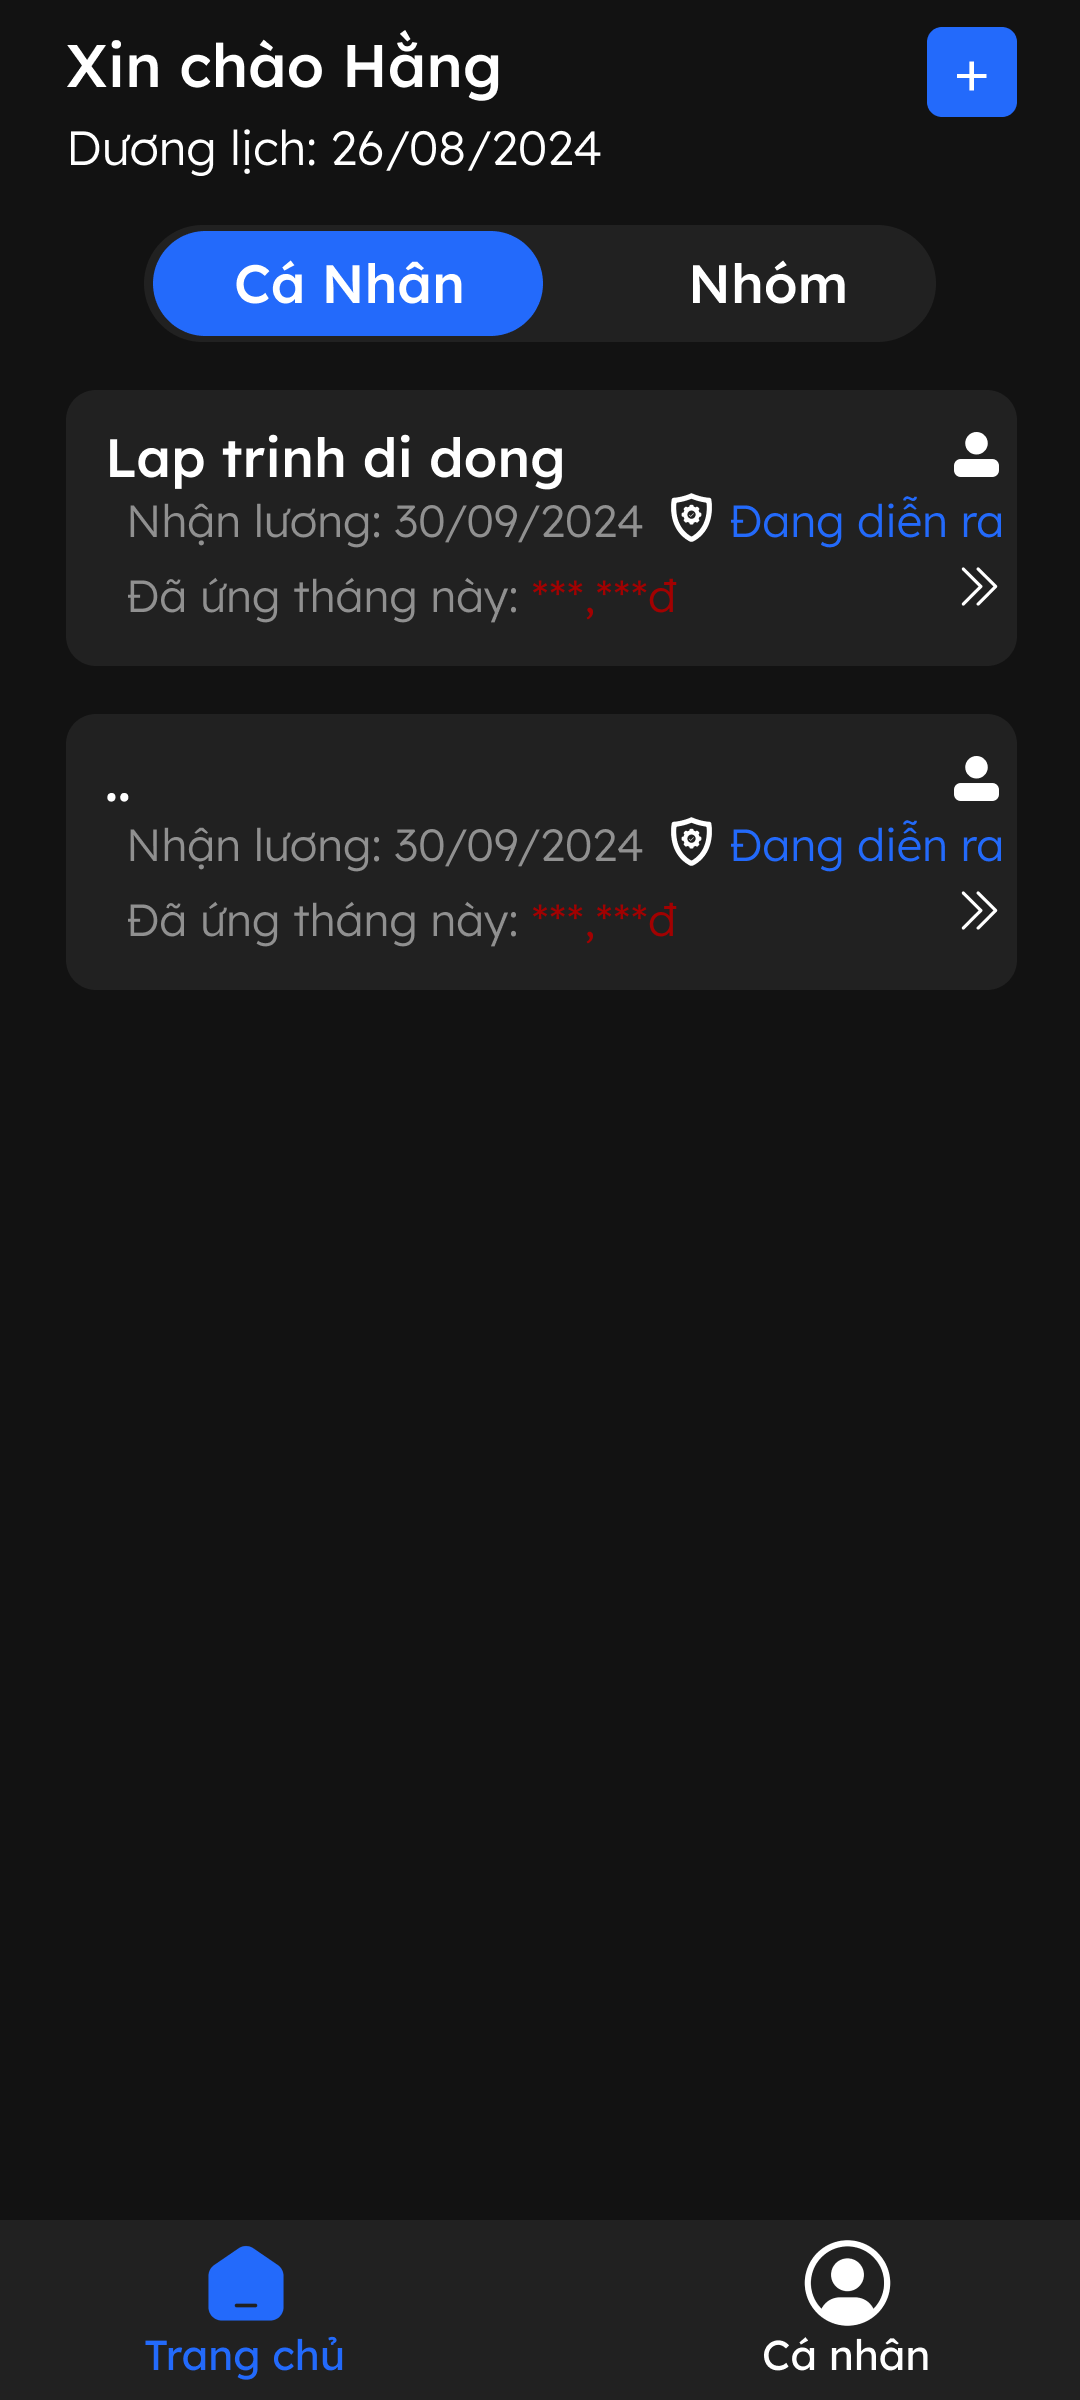 Xin chào Hằng
+
Dương lịch: 26/08/2024
Cá Nhân
Nhóm
Lap trinh di dong
Nhận lương: 30/09/2024 Đang diễn ra
Đã ứng tháng này: ***,***đ
..
Nhận lương: 30/09/2024 Đang diễn ra
Đã ứng tháng này: ***,***đ
Trang chủ
Cá nhân